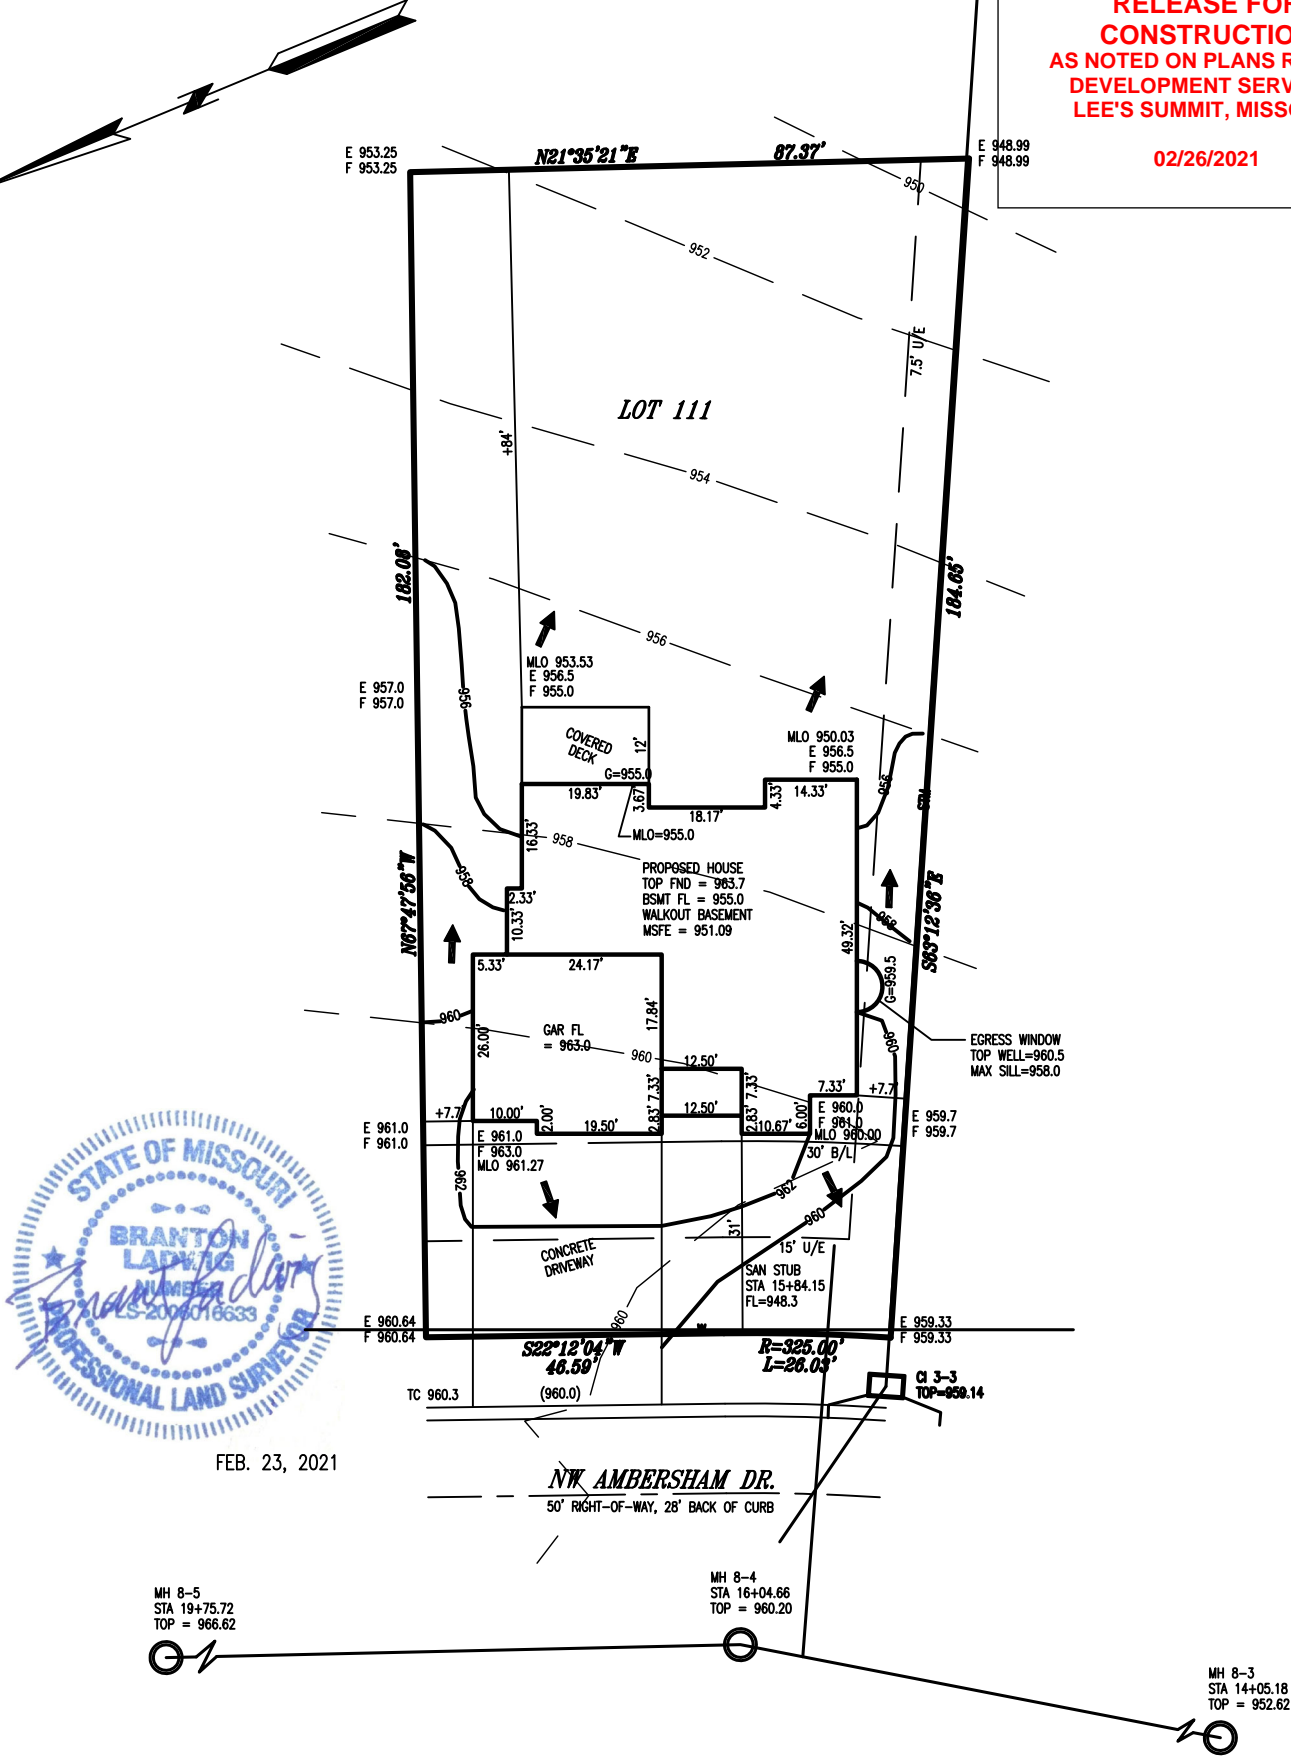 RELEASE FOR
CONSTRUCTIO
AS NOTED ON PLANS R
DEVELOPMENT SERV
LEE'S SUMMIT, MISS
02/26/2021
E 953.25
F 953.25
N21°35'21"E
87.37'
E 948.99
F 948.99
950
952
7.5' U/E
LOT 111
+84'
954
182.08'
184.65'
956
MLO 953.53
E 956.5
F 955.0
E 957.0
F 957.0
956
COVERED
DECK
12'
G=955.0
MLO 950.03
E 956.5
F 955.0
956
19.83'
3.67'
18.17'
4.33'
14.33'
16.33'
958
MLO=955.0
PROPOSED HOUSE
TOP FND = 963.7
BSMT FL = 955.0
WALKOUT BASEMENT
MSFE = 951.09
N67°47'56"W
958
2.33'
10.33'
49.32'
958
S63°12'36"E
5.33'
24.17'
G=959.5
960
26.00'
GAR FL
= 963.0
17.84'
960
12.50'
960
EGRESS WINDOW
TOP WELL=960.5
MAX SILL=958.0
7.33'
7.33'
7.33'
+7.7'
+7.7'
10.00'
2.00'
19.50'
2.83'
12.50'
2.83'
10.67'
6.00'
E 960.0
F 961.0
MLO 960.00
E 959.7
F 959.7
E 961.0
F 961.0
E 961.0
F 963.0
MLO 961.27
30' B/L
962
962
960
31'
15' U/E
CONCRETE
DRIVEWAY
SAN STUB
STA 15+84.15
FL=948.3
960
STATE OF MISSOURI
BRANTON
LADWIG
NUMBER
LS-2006016633
PROFESSIONAL LAND SURVEYOR
E 960.64
F 960.64
E 959.33
F 959.33
S22°12'04"W
46.59'
R=325.00'
L=26.03'
CI 3-3
TOP=959.14
TC 960.3
(960.0)
FEB. 23, 2021
NW AMBERSHAM DR.
50' RIGHT-OF-WAY, 28' BACK OF CURB
MH 8-5
STA 19+75.72
TOP = 966.62
MH 8-4
STA 16+04.66
TOP = 960.20
MH 8-3
STA 14+05.18
TOP = 952.62